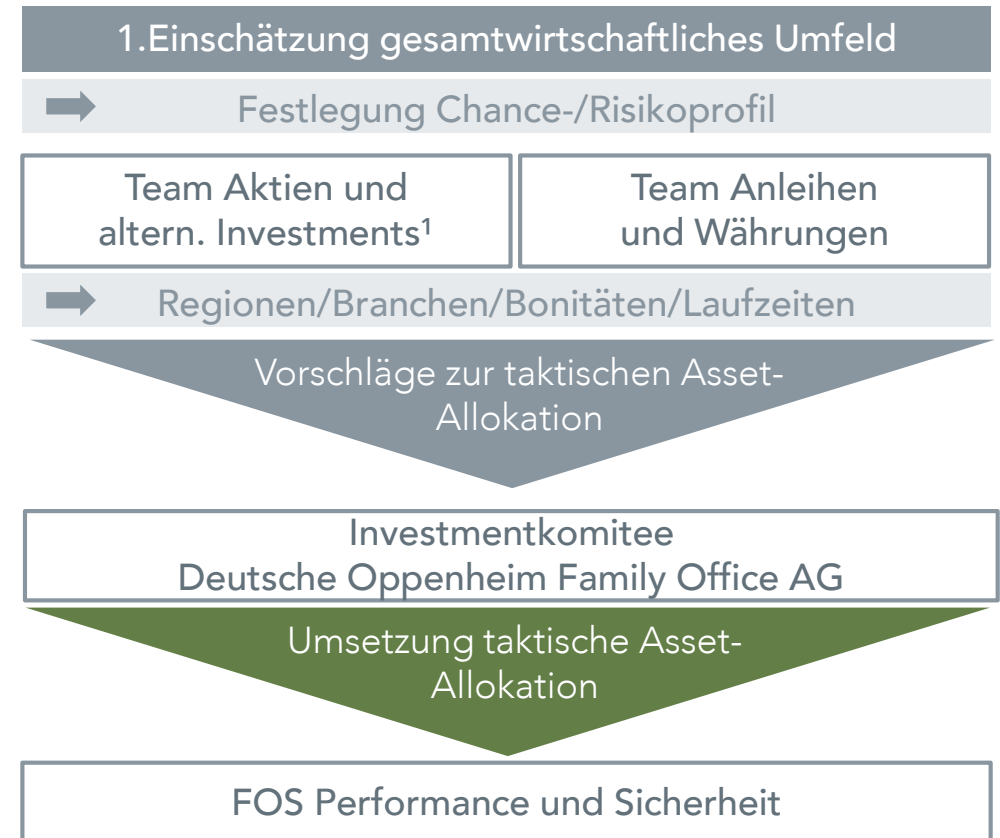 1.Einschätzung gesamtwirtschaftliches Umfeld
Festlegung Chance-/Risikoprofil
Team Aktien und
altern. Investments¹
Team Anleihen
und Währungen
Regionen/Branchen/Bonitäten/Laufzeiten
Vorschläge zur taktischen Asset-
Allokation
Investmentkomitee
Deutsche Oppenheim Family Office AG
Umsetzung taktische Asset-
Allokation
FOS Performance und Sicherheit